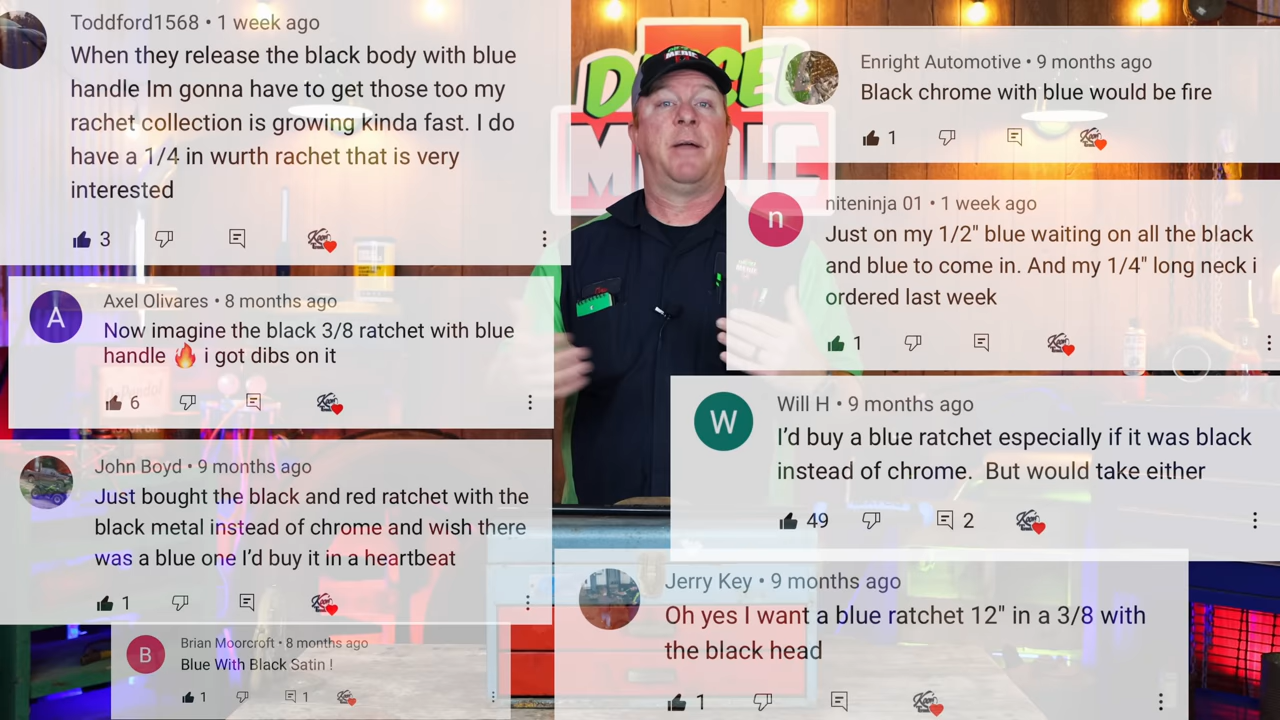 Toddford1568 • 1 week ago
When they release the black body with blue
handle Im gonna have to get those too my
rachet collection is growing kinda fast. I do
have a 1/4 in wurth rachet that is very
interested
3
A
Axel Olivares • 8 months ago
Now imagine the black 3/8 ratchet with blue
handle 🔥 i got dibs on it
6
John Boyd • 9 months ago
Just bought the black and red ratchet with the
black metal instead of chrome and wish there
was a blue one I'd buy it in a heartbeat
1
B
Brian Moorcroft • 8 months ago
Blue With Black Satin !
1
1
Enright Automotive • 9 months ago
Black chrome with blue would be fire
1
n
niteninja 01 • 1 week ago
Just on my 1/2" blue waiting on all the black
and blue to come in. And my 1/4" long neck i
ordered last week
1
W
Will H • 9 months ago
I'd buy a blue ratchet especially if it was black
instead of chrome.  But would take either
49
2
Jerry Key • 9 months ago
Oh yes I want a blue ratchet 12" in a 3/8 with
the black head
1